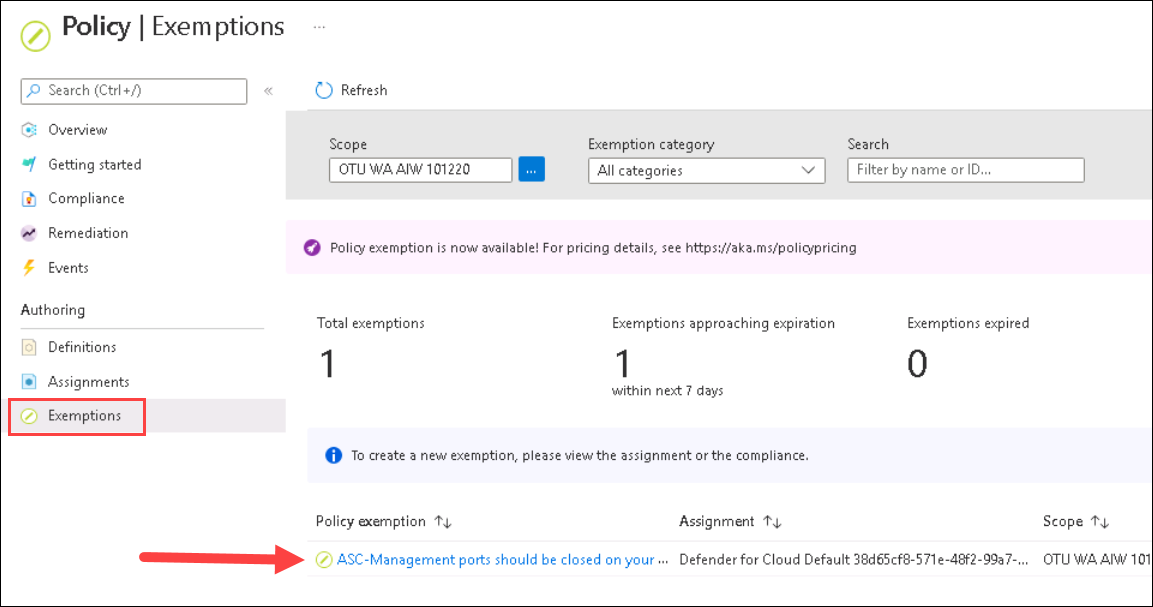 Policy | Exemptions ...
Search (Ctrl+/) «
Overview
Getting started
Compliance
Remediation
Events
Authoring
Definitions
Assignments
Exemptions
Refresh
Scope Exemption category Search
OTU WA AIW 101220 ... All categories Filter by name or ID...
Policy exemption is now available! For pricing details, see https://aka.ms/policypricing
Total exemptions Exemptions approaching expiration Exemptions expired
1 1 0
within next 7 days
To create a new exemption, please view the assignment or the compliance.
Policy exemption ↑↓ Assignment ↑↓ Scope ↑↓
ASC-Management ports should be closed on your ... Defender for Cloud Default 38d65cf8-571e-48f2-99a7-... OTU WA AIW 101